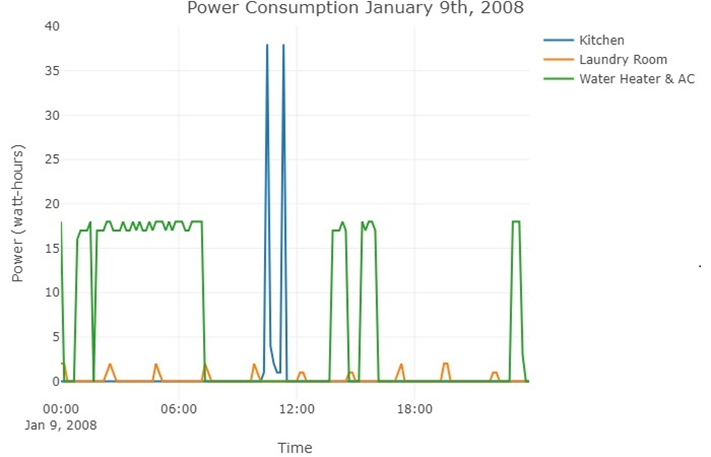 Power Consumption January 9th, 2008
40
35
30
25
20
15
10
5
0
Power (watt-hours)
00:00
Jan 9, 2008
06:00
12:00
18:00
Time
Kitchen
Laundry Room
Water Heater & AC